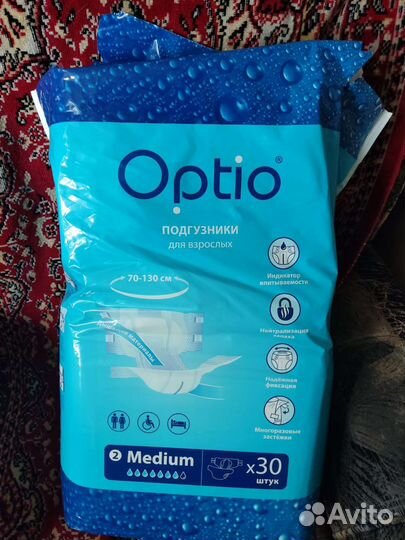 Optio®
ПОДГУЗНИКИ
для взрослых
70-130 см
Индикатор
впитываемости
Нейтрализация
запаха
Надёжная
фиксация
Многоразовые
застёжки
2 Medium
x30
штук
Avito